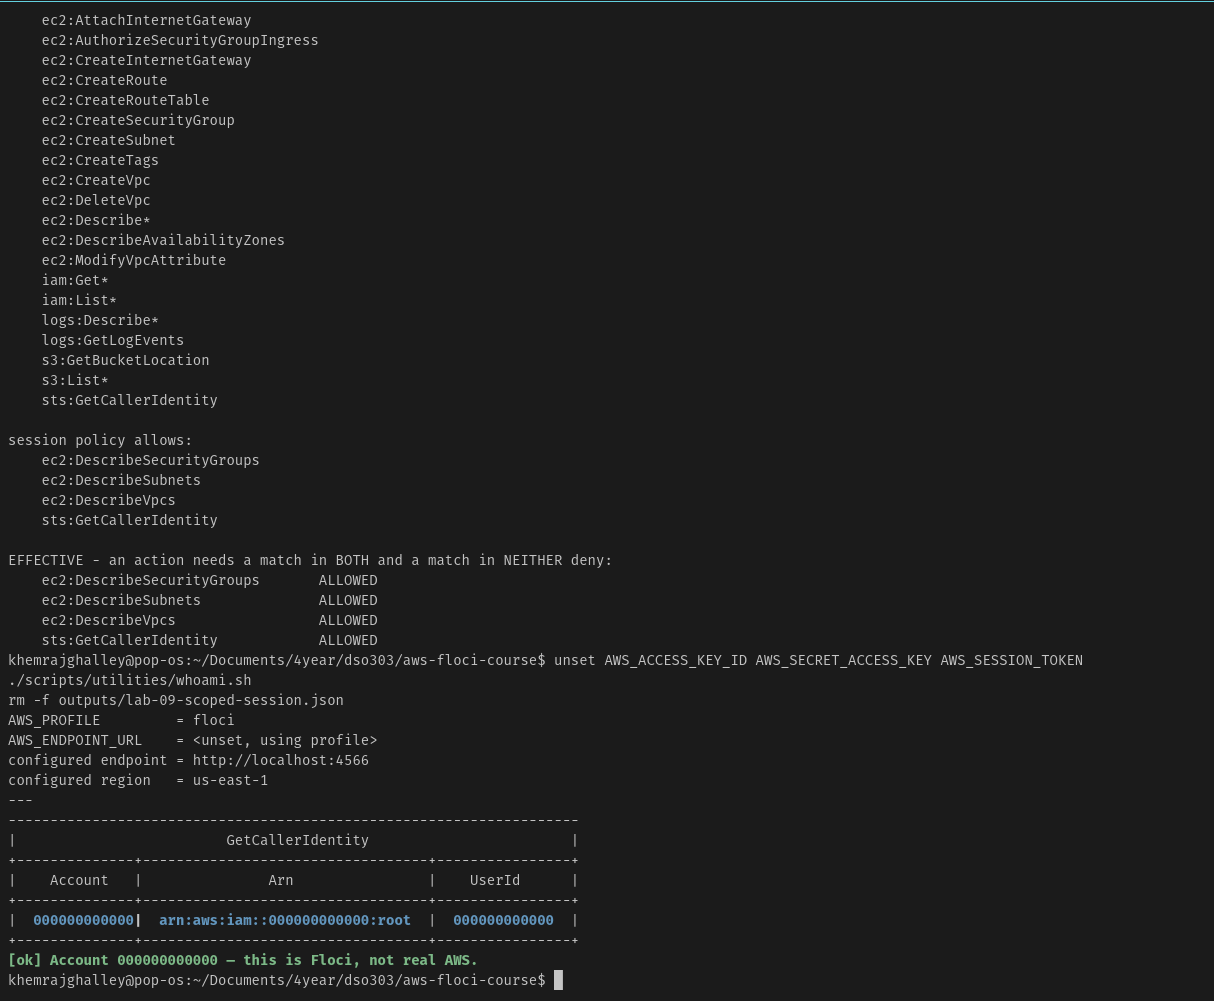 ec2:AttachInternetGateway
    ec2:AuthorizeSecurityGroupIngress
    ec2:CreateInternetGateway
    ec2:CreateRoute
    ec2:CreateRouteTable
    ec2:CreateSecurityGroup
    ec2:CreateSubnet
    ec2:CreateTags
    ec2:CreateVpc
    ec2:DeleteVpc
    ec2:Describe*
    ec2:DescribeAvailabilityZones
    ec2:ModifyVpcAttribute
    iam:Get*
    iam:List*
    logs:Describe*
    logs:GetLogEvents
    s3:GetBucketLocation
    s3:List*
    sts:GetCallerIdentity

session policy allows:
    ec2:DescribeSecurityGroups
    ec2:DescribeSubnets
    ec2:DescribeVpcs
    sts:GetCallerIdentity

EFFECTIVE - an action needs a match in BOTH and a match in NEITHER deny:
    ec2:DescribeSecurityGroups       ALLOWED
    ec2:DescribeSubnets              ALLOWED
    ec2:DescribeVpcs                 ALLOWED
    sts:GetCallerIdentity            ALLOWED
khemrajghalley@pop-os:~/Documents/4year/dso303/aws-floci-course$ unset AWS_ACCESS_KEY_ID AWS_SECRET_ACCESS_KEY AWS_SESSION_TOKEN
./scripts/utilities/whoami.sh
rm -f outputs/lab-09-scoped-session.json
AWS_PROFILE         = floci
AWS_ENDPOINT_URL    = <unset, using profile>
configured endpoint = http://localhost:4566
configured region   = us-east-1
---
--------------------------------------------------------------------
|                         GetCallerIdentity                        |
+--------------+----------------------------------+----------------+
|    Account   |               Arn                |    UserId      |
+--------------+----------------------------------+----------------+
|  000000000000|  arn:aws:iam::000000000000:root  |  000000000000  |
+--------------+----------------------------------+----------------+
[ok] Account 000000000000 — this is Floci, not real AWS.
khemrajghalley@pop-os:~/Documents/4year/dso303/aws-floci-course$